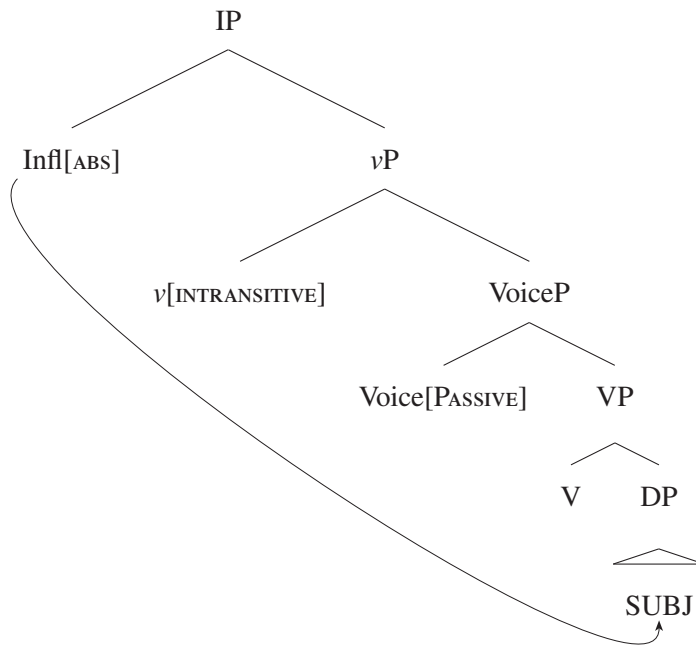 IP
Infl[ABS] vP
v[INTRANSITIVE] VoiceP
Voice[PASSIVE] VP
V DP
SUBJ